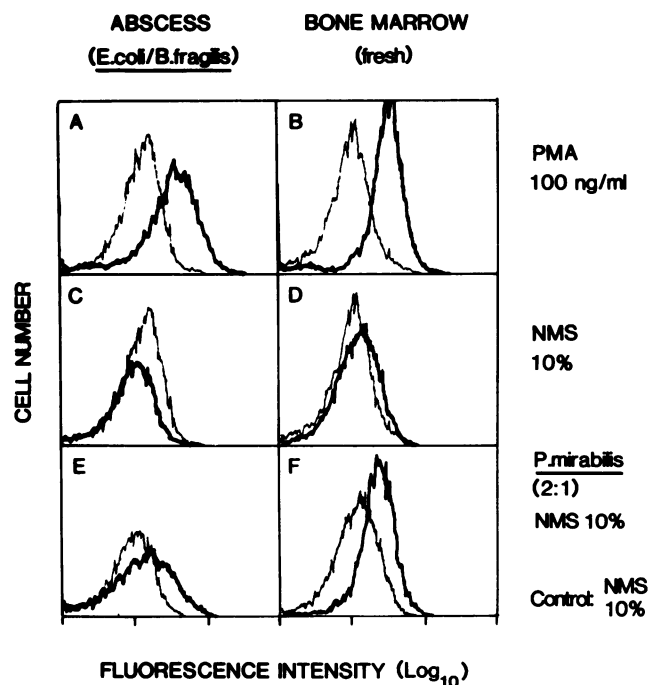 ABSCESS
(E.coli/B.fragilis)
BONE MARROW
(fresh)
A
B
PMA
100 ng/ml
C
D
NMS
10%
CELL NUMBER
E
F
P.mirabilis
(2:1)
NMS 10%
Control: NMS
10%
FLUORESCENCE INTENSITY (Log10)